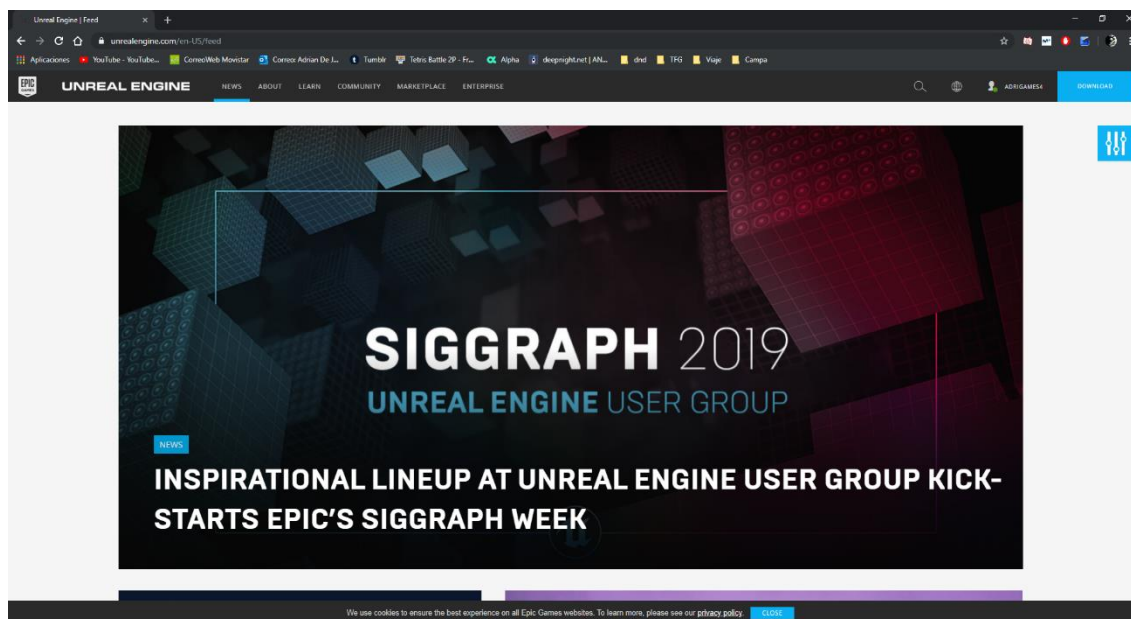 Unreal Engine | Feed
unrealengine.com/en-US/feed
Aplicaciones YouTube - YouTube... CorreoWeb Movistar Correo: Adrian De J... Tumblr Tetris Battle 2P - Fr... Alpha deepnight.net | AN... dnd TFG Viaje Campa
EPIC GAMES UNREAL ENGINE NEWS ABOUT LEARN COMMUNITY MARKETPLACE ENTERPRISE ADRIGAMES4 DOWNLOAD
SIGGRAPH 2019
UNREAL ENGINE USER GROUP
NEWS
INSPIRATIONAL LINEUP AT UNREAL ENGINE USER GROUP KICK-
STARTS EPIC'S SIGGRAPH WEEK
We use cookies to ensure the best experience on all Epic Games websites. To learn more, please see our privacy policy. CLOSE